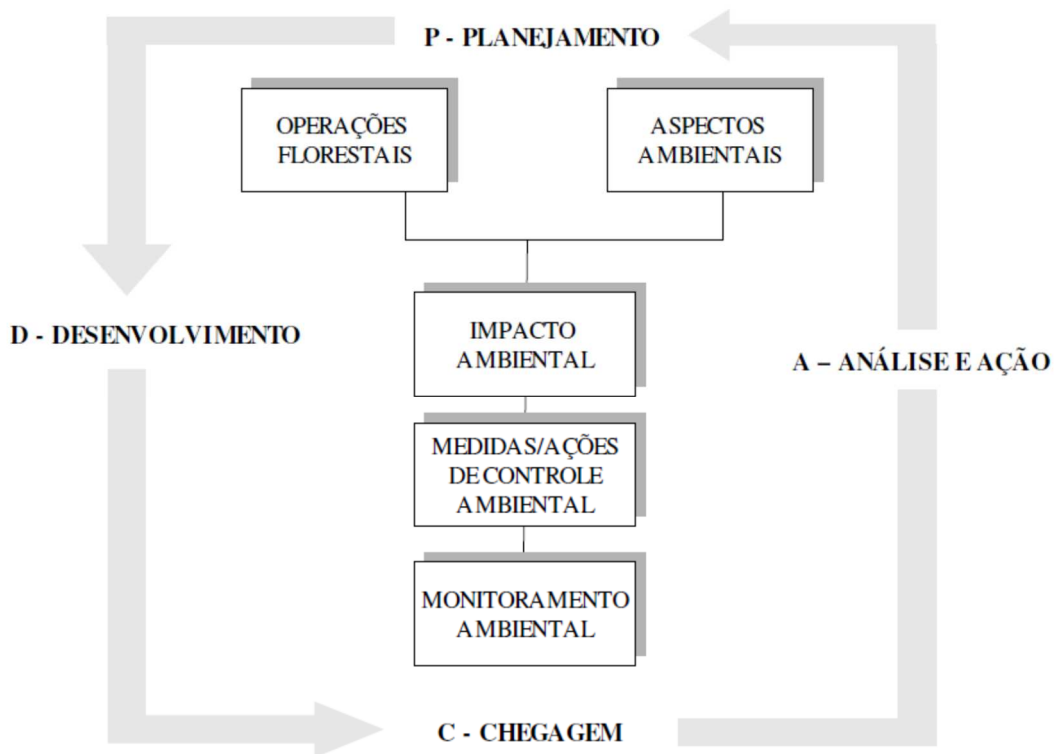 P - PLANEJAMENTO
OPERAÇÕES
FLORESTAIS
ASPECTOS
AMBIENTAIS
D - DESENVOLVIMENTO
IMPACTO
AMBIENTAL
A – ANÁLISE E AÇÃO
MEDIDAS/AÇÕES
DE CONTROLE
AMBIENTAL
MONITORAMENTO
AMBIENTAL
C - CHEGAGEM